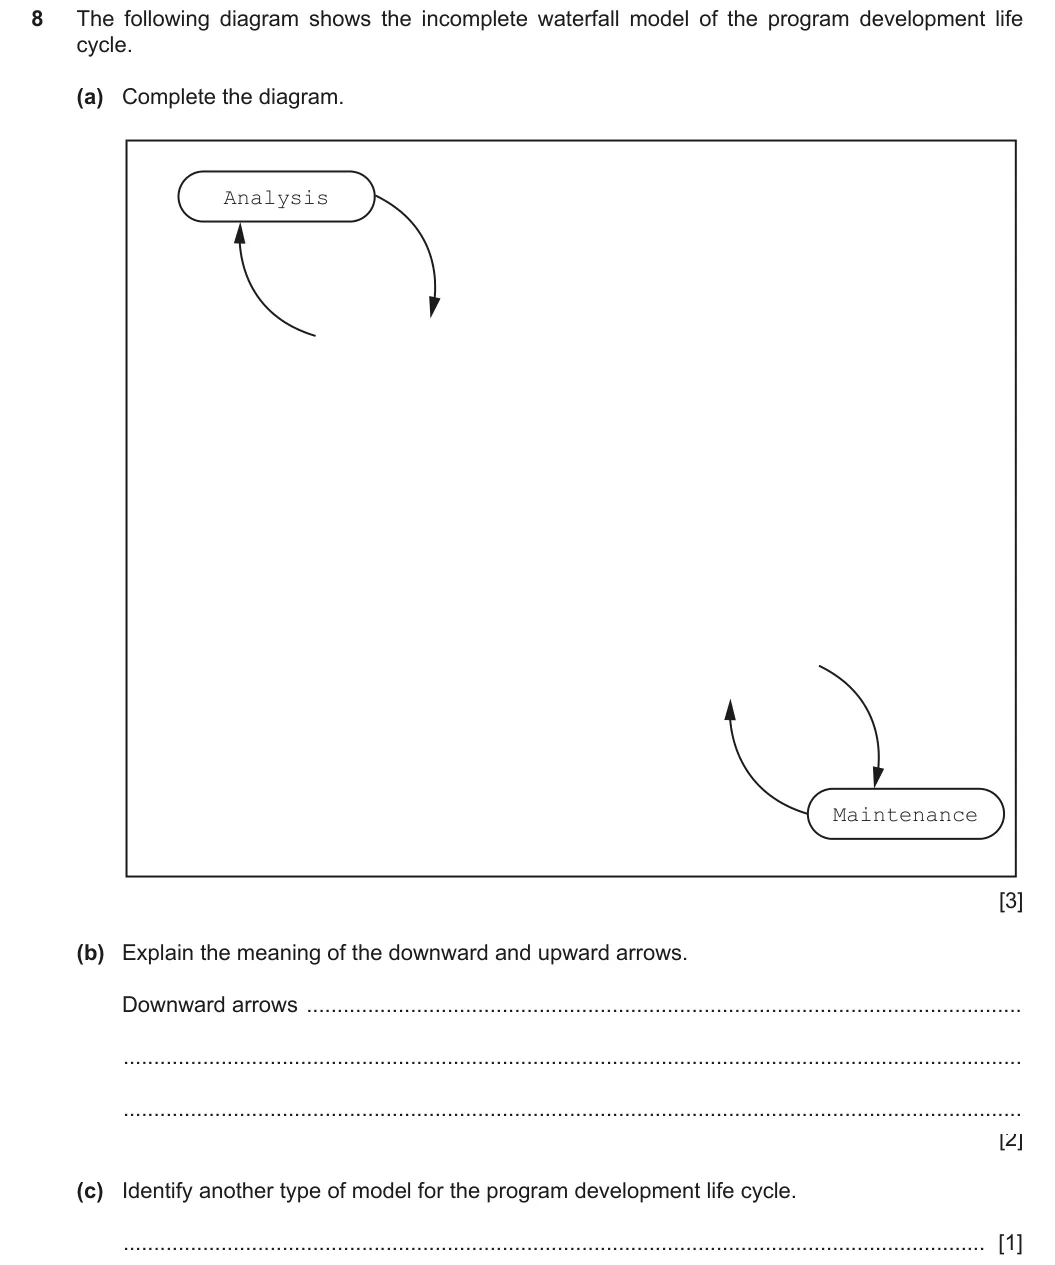 8 The following diagram shows the incomplete waterfall model of the program development life
cycle.
(a) Complete the diagram.
Analysis
Maintenance
[3]
(b) Explain the meaning of the downward and upward arrows.
Downward arrows ......................................................................................................................
...................................................................................................................................................
...................................................................................................................................................
[2]
(c) Identify another type of model for the program development life cycle.
............................................................................................................................................. [1]